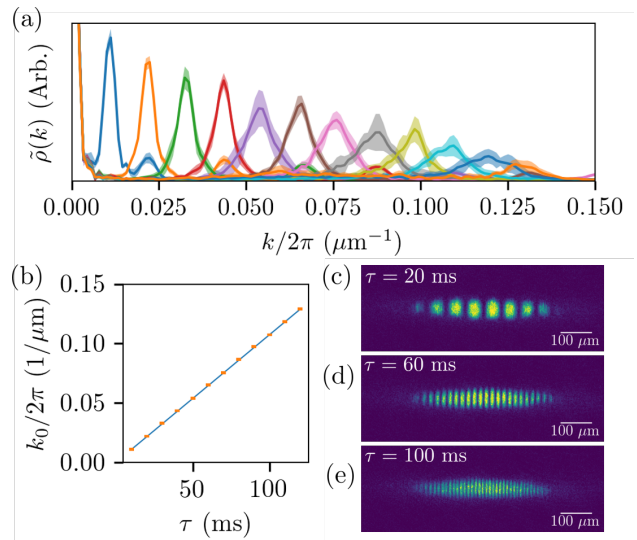 (a)
ρ̃(k) (Arb.)
0.000 0.025 0.050 0.075 0.100 0.125 0.150
k/2π (μm⁻¹)
(b)
k₀/2π (1/μm)
0.15
0.10
0.05
0.00
50 100
τ (ms)
(c)
τ = 20 ms
100 μm
(d)
τ = 60 ms
100 μm
(e)
τ = 100 ms
100 μm